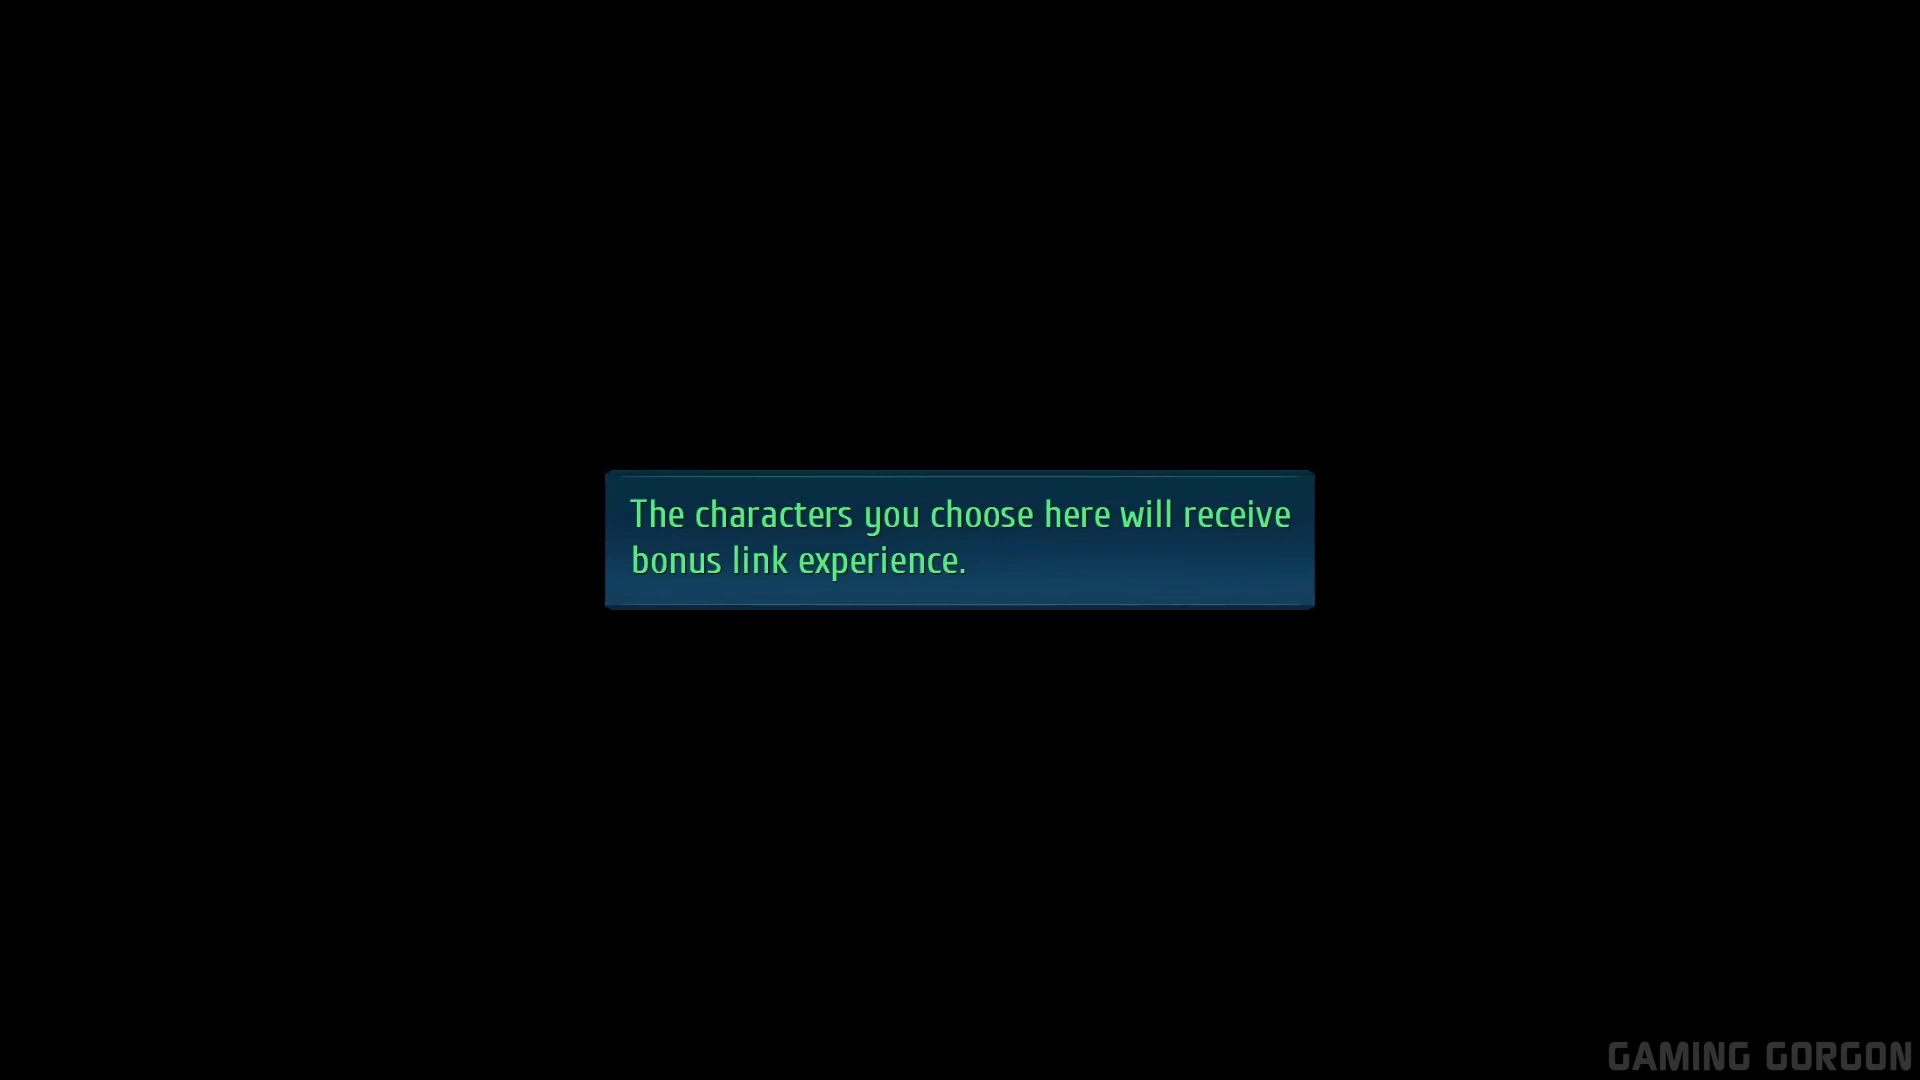 The characters you choose here will receive
bonus link experience.
GAMING GORGON